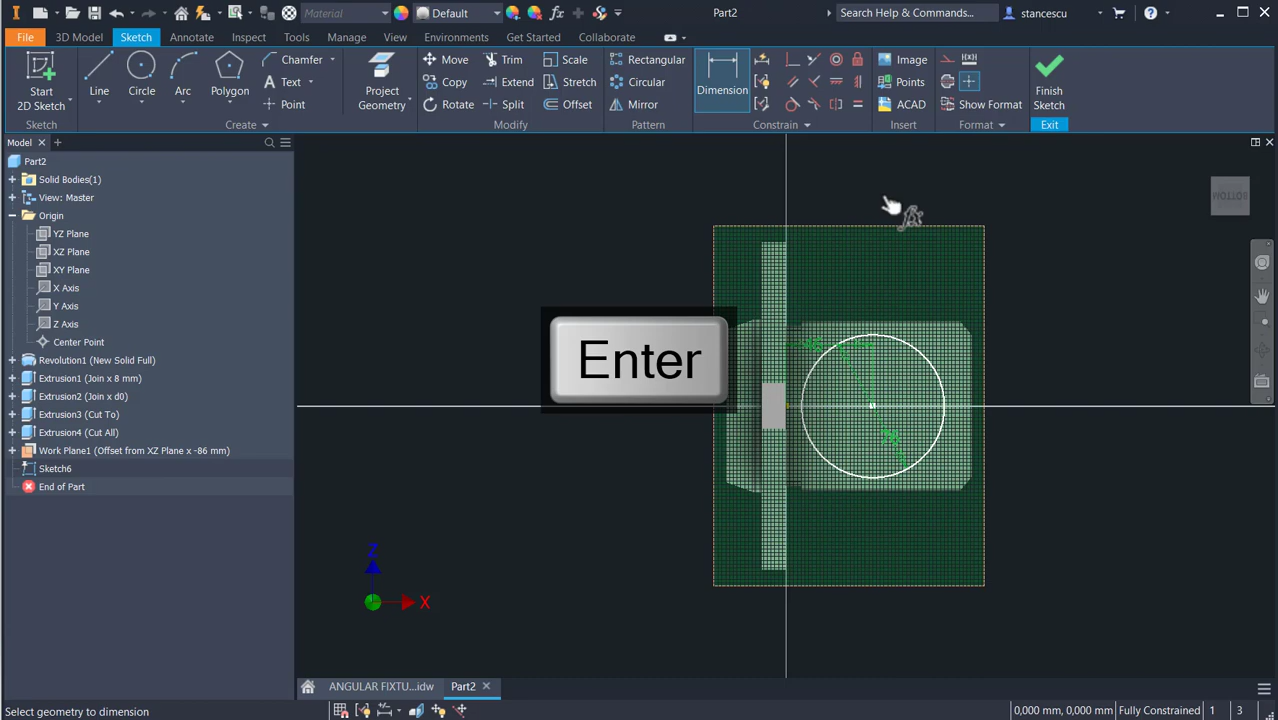 Material
Default
Part2
Search Help & Commands...
stancescu
File
3D Model
Sketch
Annotate
Inspect
Tools
Manage
View
Environments
Get Started
Collaborate
Start
2D Sketch
Line
Circle
Arc
Polygon
Chamfer
Text
Point
Project
Geometry
Move
Copy
Rotate
Trim
Extend
Split
Scale
Stretch
Offset
Rectangular
Circular
Mirror
Dimension
Image
Points
ACAD
Show Format
Finish
Sketch
Sketch
Create
Modify
Pattern
Constrain
Insert
Format
Exit
Model
Part2
Solid Bodies(1)
View: Master
Origin
YZ Plane
XZ Plane
XY Plane
X Axis
Y Axis
Z Axis
Center Point
Revolution1 (New Solid Full)
Extrusion1 (Join x 8 mm)
Extrusion2 (Join x d0)
Extrusion3 (Cut To)
Extrusion4 (Cut All)
Work Plane1 (Offset from XZ Plane x -86 mm)
Sketch6
End of Part
BOTTOM
fx
Enter
Z
X
ANGULAR FIXTU...idw
Part2
Select geometry to dimension
0,000 mm, 0,000 mm
Fully Constrained
1
3